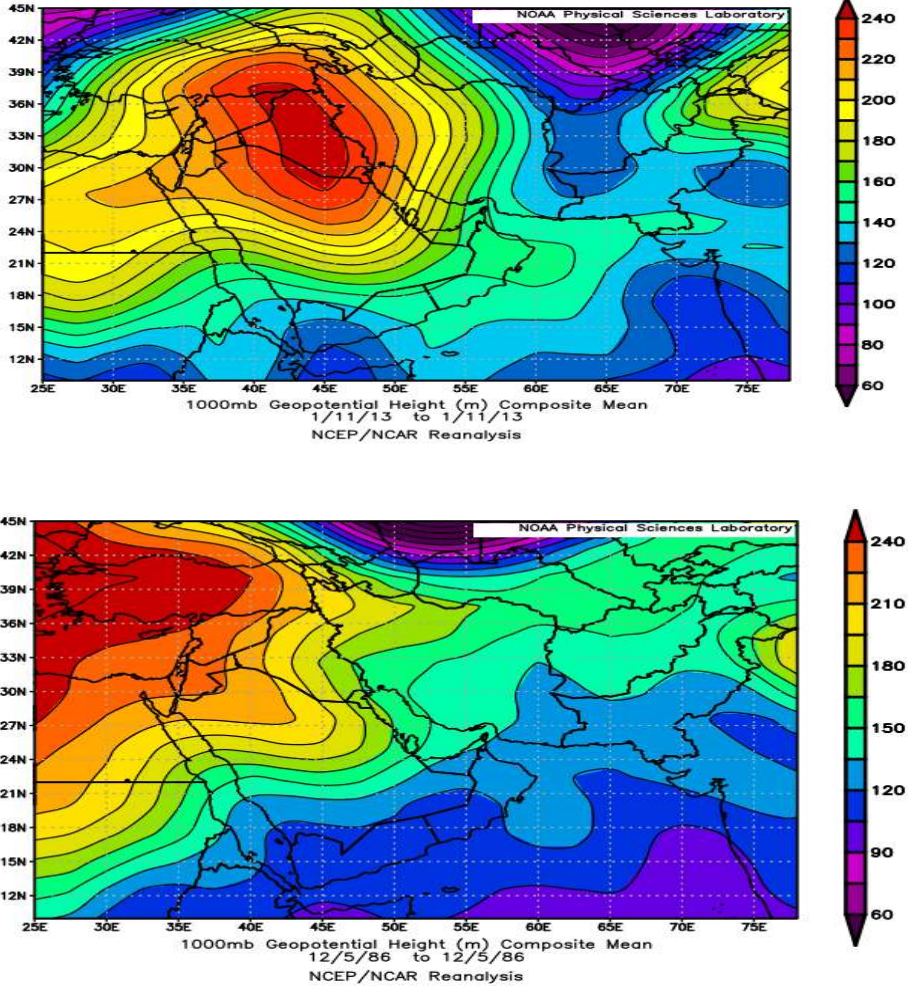 NOAA Physical Sciences Laboratory
45N
42N
39N
36N
33N
30N
27N
24N
21N
18N
15N
12N
25E 30E 35E 40E 45E 50E 55E 60E 65E 70E 75E
240
220
200
180
160
140
120
100
80
60
1000mb Geopotential Height (m) Composite Mean
1/11/13 to 1/11/13
NCEP/NCAR Reanalysis
NOAA Physical Sciences Laboratory
45N
42N
39N
36N
33N
30N
27N
24N
21N
18N
15N
12N
25E 30E 35E 40E 45E 50E 55E 60E 65E 70E 75E
240
210
180
150
120
90
60
1000mb Geopotential Height (m) Composite Mean
12/5/86 to 12/5/86
NCEP/NCAR Reanalysis